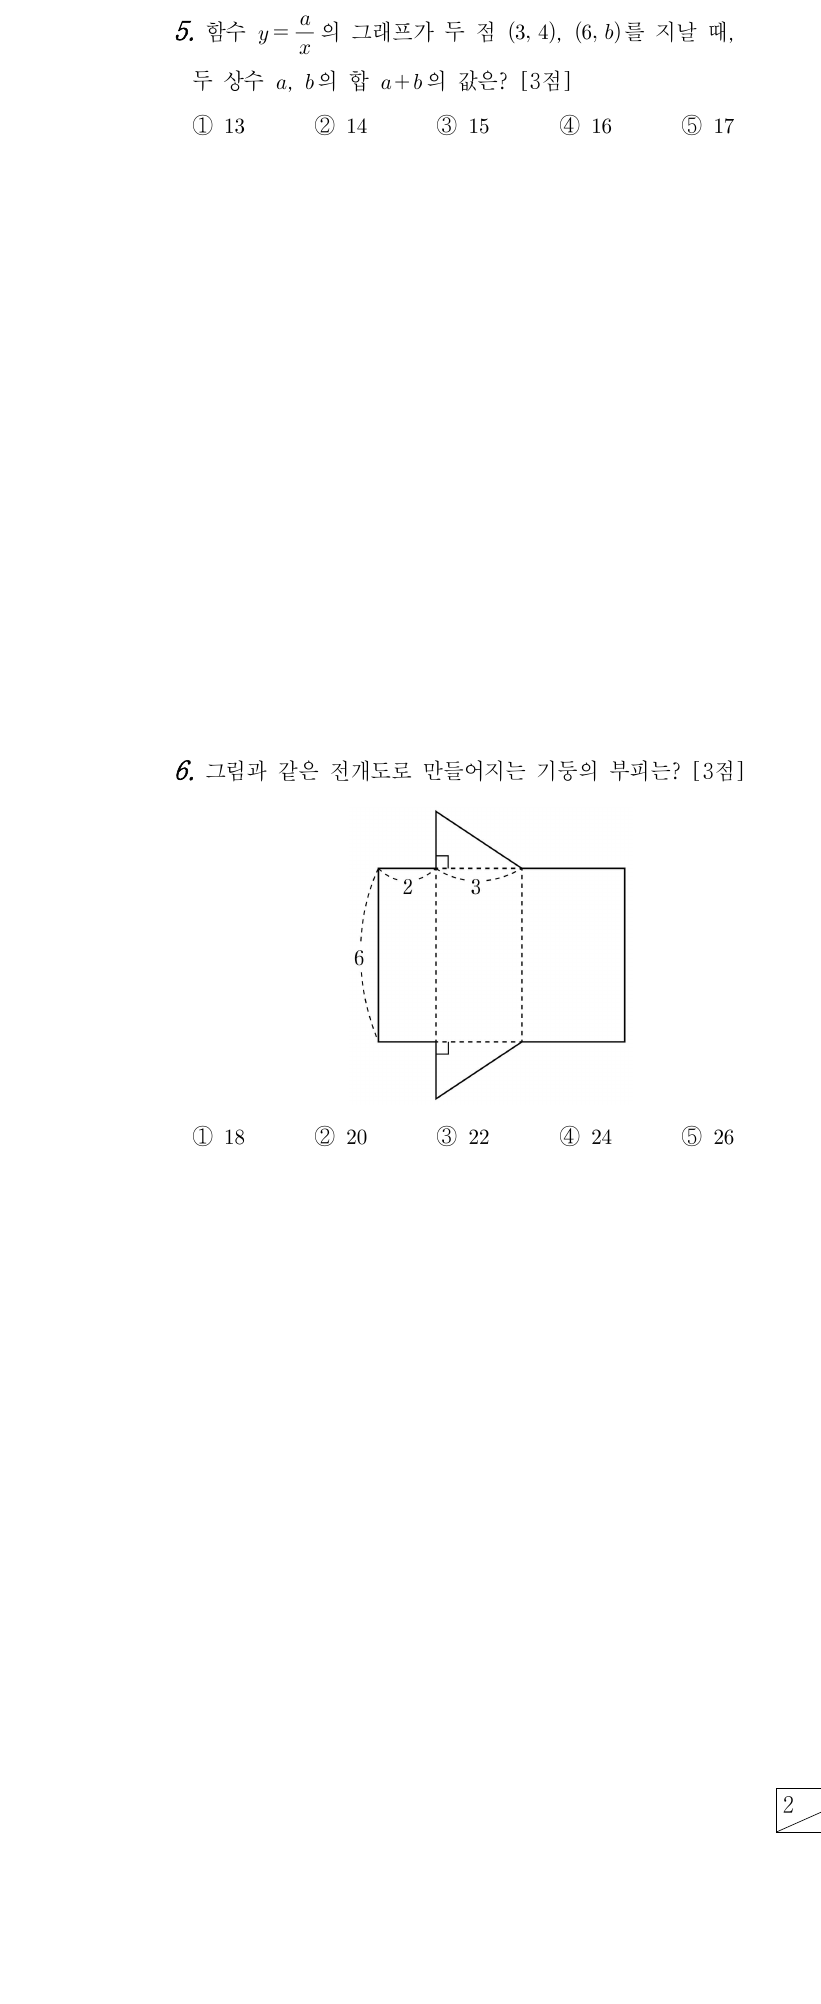 5. 함수 y = a/x 의 그래프가 두 점 (3, 4), (6, b)를 지날 때,
두 상수 a, b의 합 a+b의 값은? [3점]
① 13 ② 14 ③ 15 ④ 16 ⑤ 17
6. 그림과 같은 전개도로 만들어지는 기둥의 부피는? [3점]
2 3
6
① 18 ② 20 ③ 22 ④ 24 ⑤ 26
2